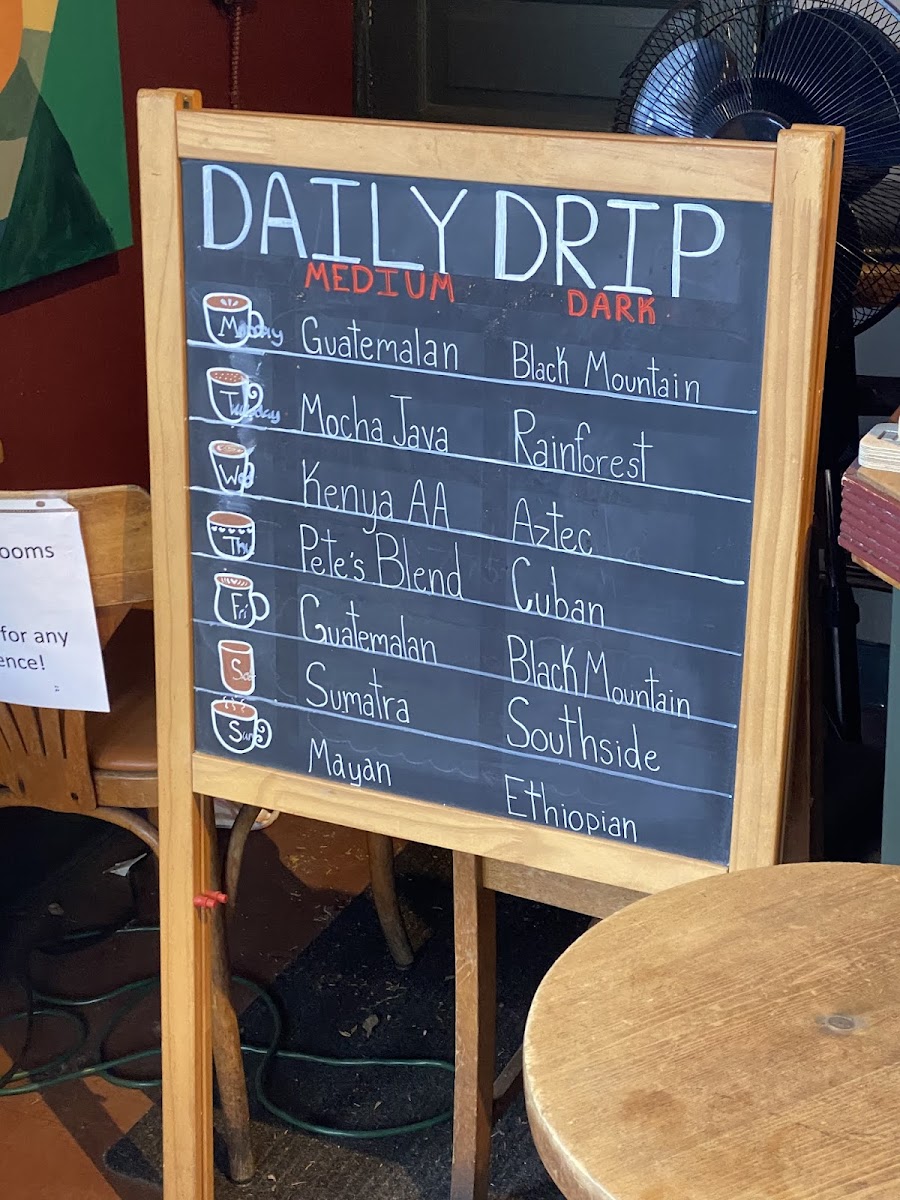 DAILY DRIP
MEDIUM DARK
Monday Guatemalan Black Mountain
Tuesday Mocha Java Rainforest
Wed Kenya AA Aztec
Thu Pete's Blend Cuban
Fri Guatemalan Black Mountain
Sat Sumatra Southside
Sun Mayan Ethiopian
ooms
for any
ence!